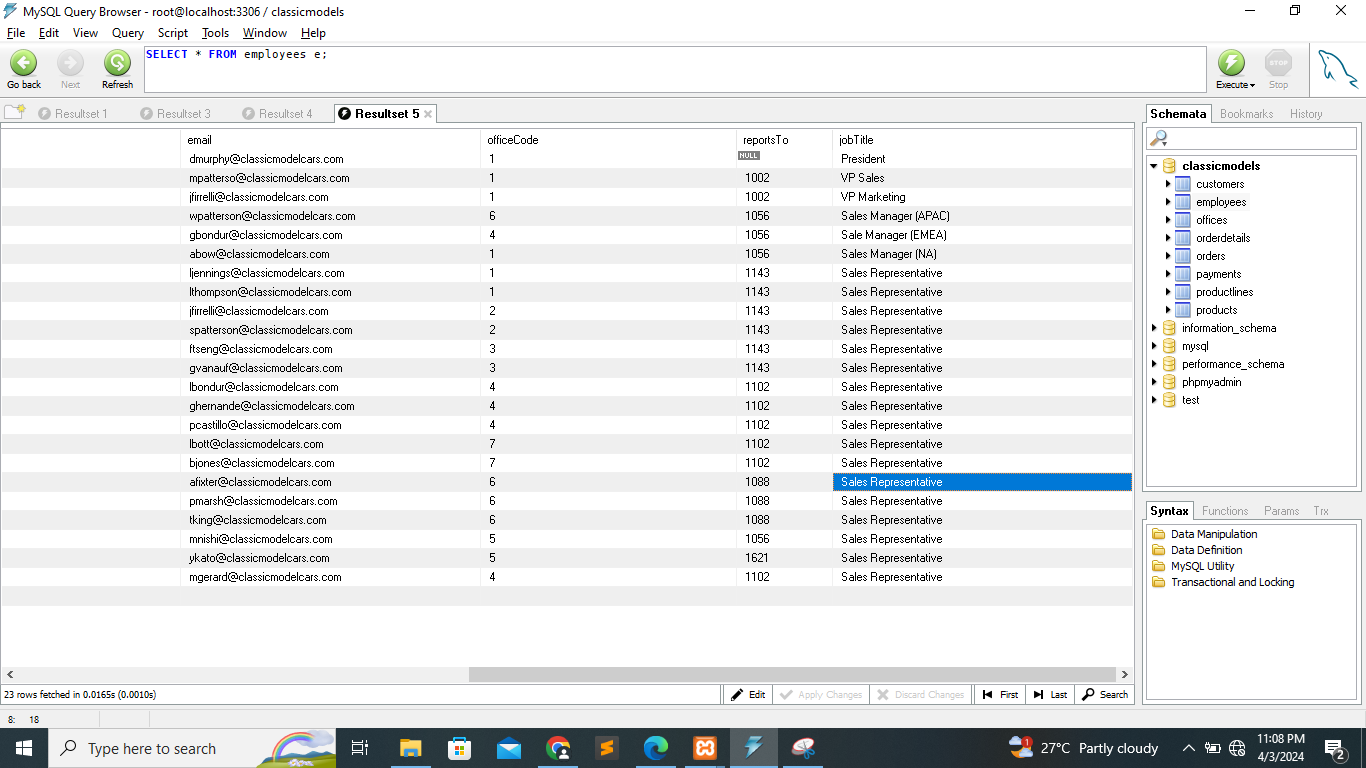 MySQL Query Browser - root@localhost:3306 / classicmodels
File Edit View Query Script Tools Window Help
SELECT * FROM employees e;
Go back Next Refresh Execute Stop
STOP
Resultset 1 Resultset 3 Resultset 4 Resultset 5
email officeCode reportsTo jobTitle
dmurphy@classicmodelcars.com 1 NULL President
mpatterso@classicmodelcars.com 1 1002 VP Sales
jfirrelli@classicmodelcars.com 1 1002 VP Marketing
wpatterson@classicmodelcars.com 6 1056 Sales Manager (APAC)
gbondur@classicmodelcars.com 4 1056 Sale Manager (EMEA)
abow@classicmodelcars.com 1 1056 Sales Manager (NA)
ljennings@classicmodelcars.com 1 1143 Sales Representative
lthompson@classicmodelcars.com 1 1143 Sales Representative
jfirrelli@classicmodelcars.com 2 1143 Sales Representative
spatterson@classicmodelcars.com 2 1143 Sales Representative
ftseng@classicmodelcars.com 3 1143 Sales Representative
gvanauf@classicmodelcars.com 3 1143 Sales Representative
lbondur@classicmodelcars.com 4 1102 Sales Representative
ghernande@classicmodelcars.com 4 1102 Sales Representative
pcastillo@classicmodelcars.com 4 1102 Sales Representative
lbott@classicmodelcars.com 7 1102 Sales Representative
bjones@classicmodelcars.com 7 1102 Sales Representative
afixter@classicmodelcars.com 6 1088 Sales Representative
pmarsh@classicmodelcars.com 6 1088 Sales Representative
tking@classicmodelcars.com 6 1088 Sales Representative
mnishi@classicmodelcars.com 5 1056 Sales Representative
ykato@classicmodelcars.com 5 1621 Sales Representative
mgerard@classicmodelcars.com 4 1102 Sales Representative
23 rows fetched in 0.0165s (0.0010s)
Edit Apply Changes Discard Changes First Last Search
8: 18
Schemata Bookmarks History
classicmodels
customers
employees
offices
orderdetails
orders
payments
productlines
products
information_schema
mysql
performance_schema
phpmyadmin
test
Syntax Functions Params Trx
Data Manipulation
Data Definition
MySQL Utility
Transactional and Locking
Type here to search
1
27°C Partly cloudy
11:08 PM
4/3/2024
2